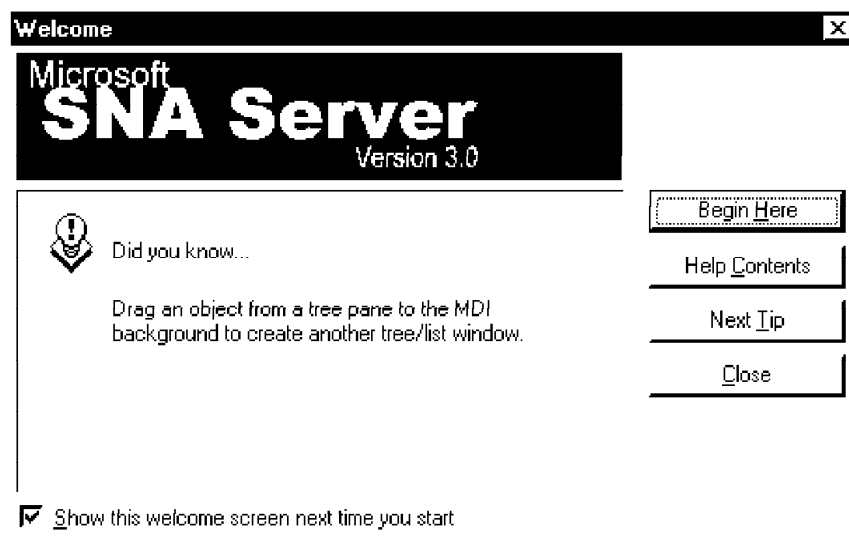 Welcome
Microsoft
SNA Server
Version 3.0
Did you know...
Drag an object from a tree pane to the MDI
background to create another tree/list window.
Begin Here
Help Contents
Next Tip
Close
Show this welcome screen next time you start